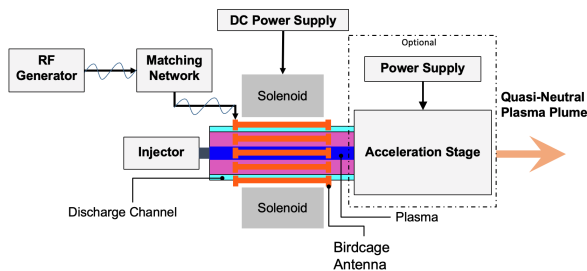 DC Power Supply
Optional
RF
Generator
Matching
Network
Power Supply
Solenoid
Quasi-Neutral
Plasma Plume
Injector
Acceleration Stage
Discharge Channel
Solenoid
Plasma
Birdcage
Antenna